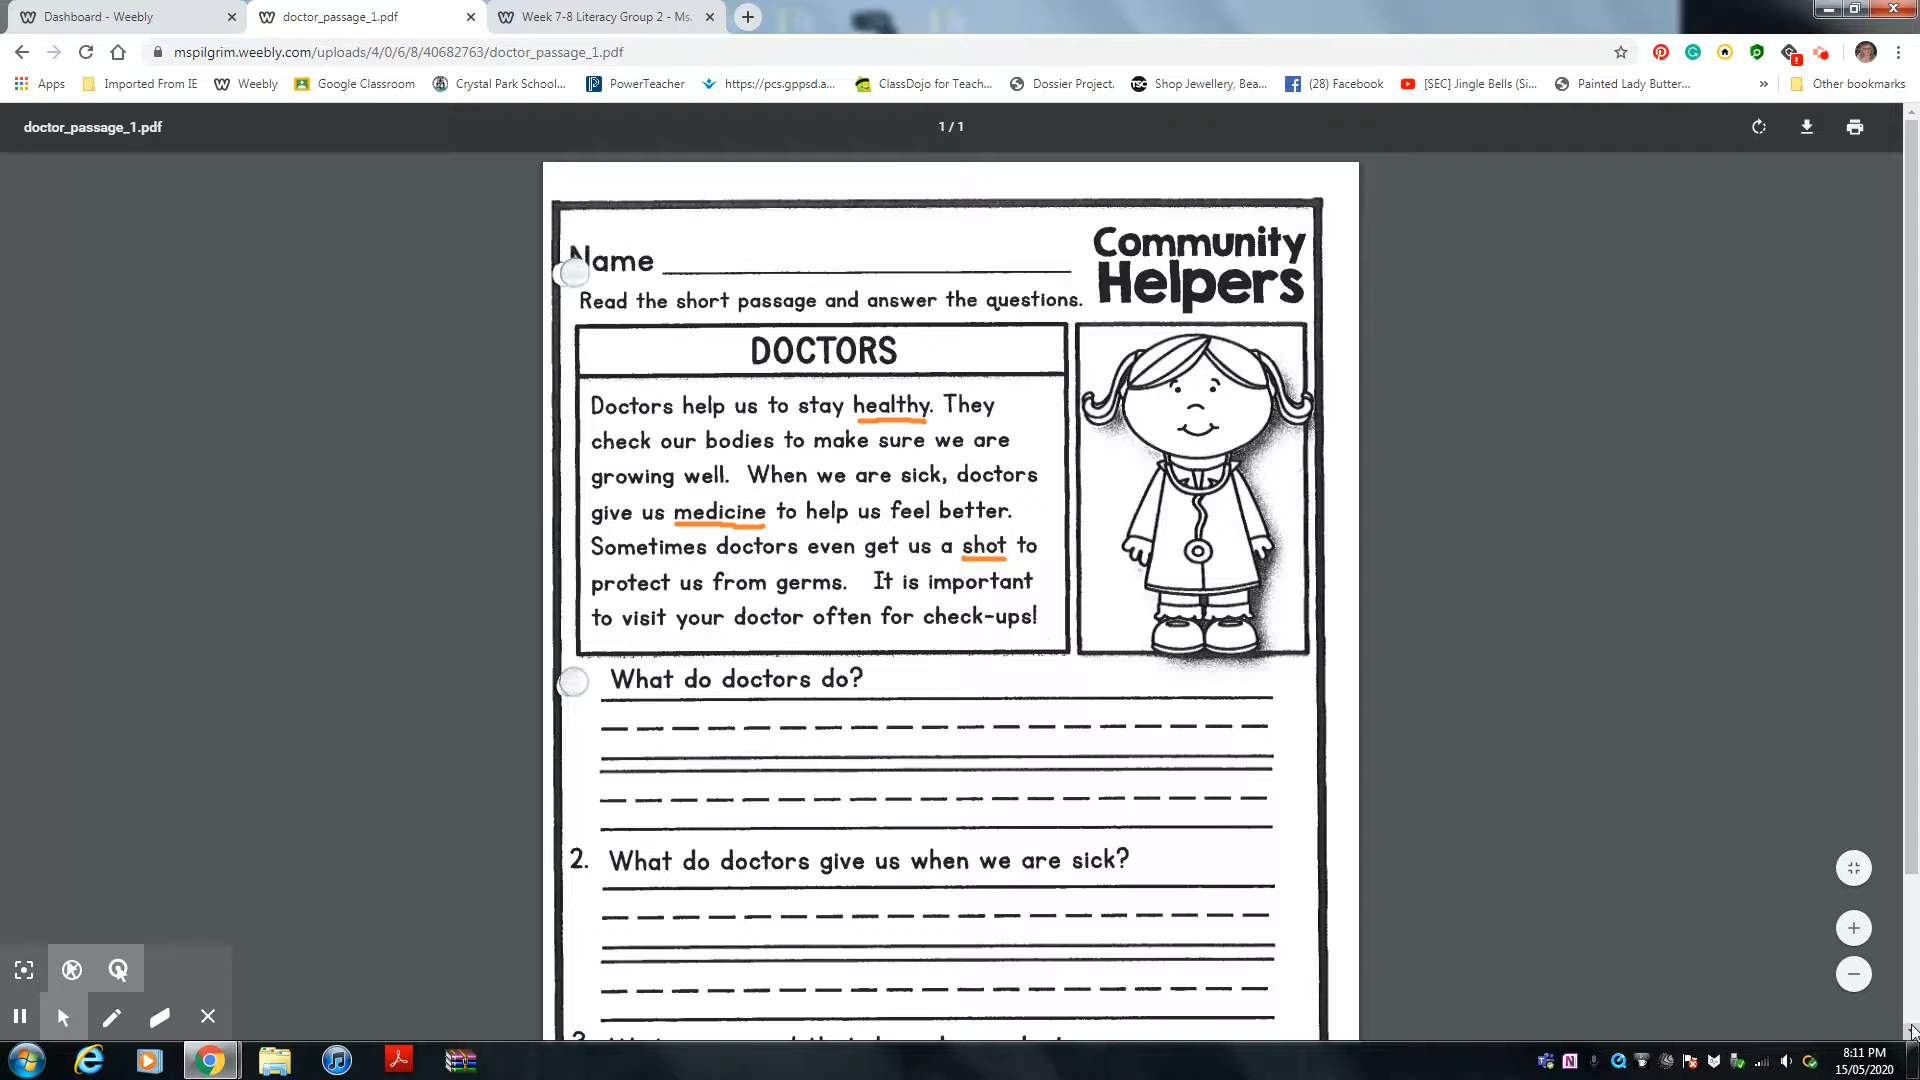 Dashboard - Weebly
doctor_passage_1.pdf
Week 7-8 Literacy Group 2 - Ms.
mspilgrim.weebly.com/uploads/4/0/6/8/40682763/doctor_passage_1.pdf
Apps Imported From IE Weebly Google Classroom Crystal Park School... PowerTeacher https://pcs.gppsd.a... ClassDojo for Teach... Dossier Project. Shop Jewellery, Bea... (28) Facebook [SEC] Jingle Bells (Si... Painted Lady Butter... » Other bookmarks
doctor_passage_1.pdf 1 / 1
Name
Community
Helpers
Read the short passage and answer the questions.
DOCTORS
Doctors help us to stay healthy. They
check our bodies to make sure we are
growing well. When we are sick, doctors
give us medicine to help us feel better.
Sometimes doctors even get us a shot to
protect us from germs. It is important
to visit your doctor often for check-ups!
What do doctors do?
2. What do doctors give us when we are sick?
8:11 PM
15/05/2020